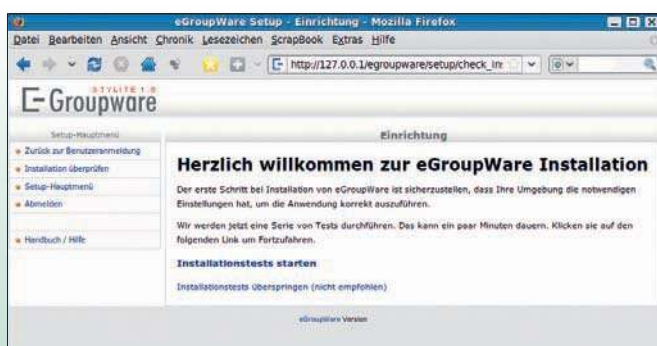 eGroupWare Setup - Einrichtung - Mozilla Firefox
Datei Bearbeiten Ansicht Chronik Lesezeichen ScrapBook Extras Hilfe
http://127.0.0.1/egroupware/setup/check_in
STYLITE 1.8
E-Groupware
Setup-Hauptmenü
Zurück zur Benutzeranmeldung
Installation überprüfen
Setup-Hauptmenü
Abmelden
Handbuch / Hilfe
Einrichtung
Herzlich willkommen zur eGroupWare Installation
Der erste Schritt bei Installation von eGroupWare ist sicherzustellen, dass Ihre Umgebung die notwendigen
Einstellungen hat, um die Anwendung korrekt auszuführen.
Wir werden jetzt eine Serie von Tests durchführen. Das kann ein paar Minuten dauern. Klicken sie auf den
folgenden Link um Fortzufahren.
Installationstests starten
Installationstests überspringen (nicht empfohlen)
eGroupWare Version